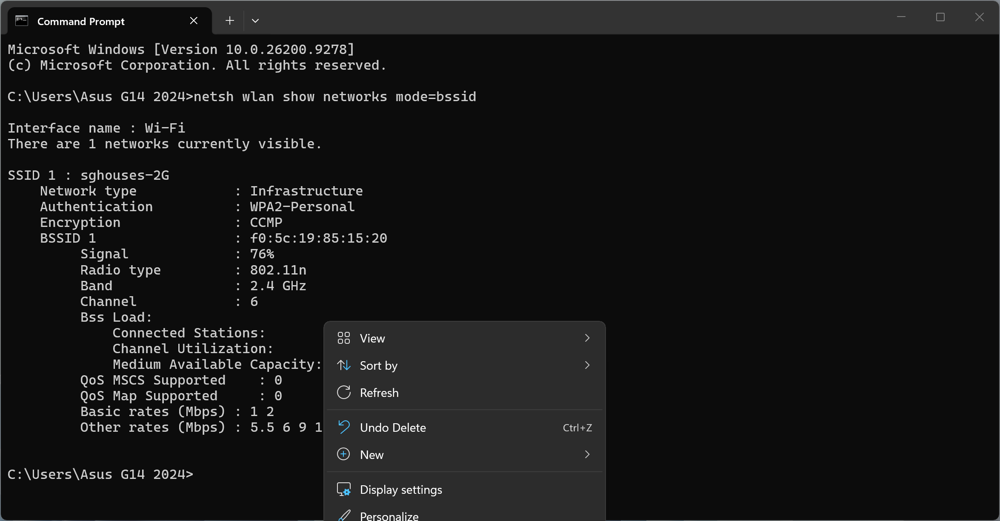 Command Prompt
Microsoft Windows [Version 10.0.26200.9278]
(c) Microsoft Corporation. All rights reserved.
C:\Users\Asus G14 2024>netsh wlan show networks mode=bssid
Interface name : Wi-Fi
There are 1 networks currently visible.
SSID 1 : sghouses-2G
Network type : Infrastructure
Authentication : WPA2-Personal
Encryption : CCMP
BSSID 1 : f0:5c:19:85:15:20
Signal : 76%
Radio type : 802.11n
Band : 2.4 GHz
Channel : 6
Bss Load:
Connected Stations:
Channel Utilization:
Medium Available Capacity:
QoS MSCS Supported : 0
QoS Map Supported : 0
Basic rates (Mbps) : 1 2
Other rates (Mbps) : 5.5 6 9 1
C:\Users\Asus G14 2024>
View
Sort by
Refresh
Undo Delete Ctrl+Z
New
Display settings
Personalize